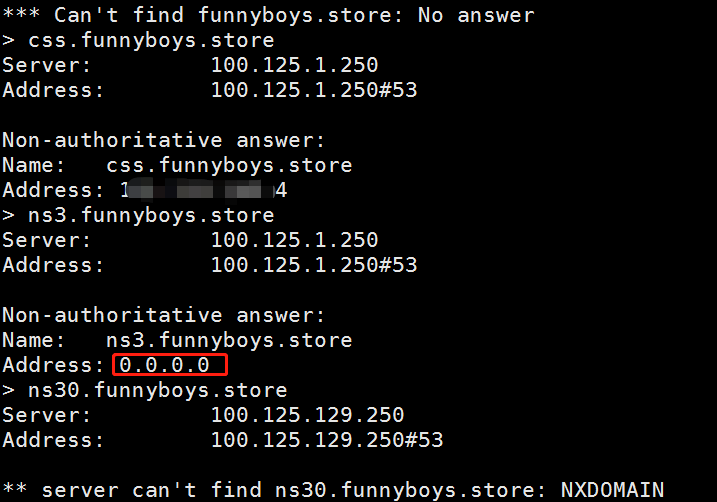 *** Can't find funnyboys.store: No answer
> css.funnyboys.store
Server: 100.125.1.250
Address: 100.125.1.250#53
Non-authoritative answer:
Name: css.funnyboys.store
Address: 1 4
> ns3.funnyboys.store
Server: 100.125.1.250
Address: 100.125.1.250#53
Non-authoritative answer:
Name: ns3.funnyboys.store
Address: 0.0.0.0
> ns30.funnyboys.store
Server: 100.125.129.250
Address: 100.125.129.250#53
** server can't find ns30.funnyboys.store: NXDOMAIN